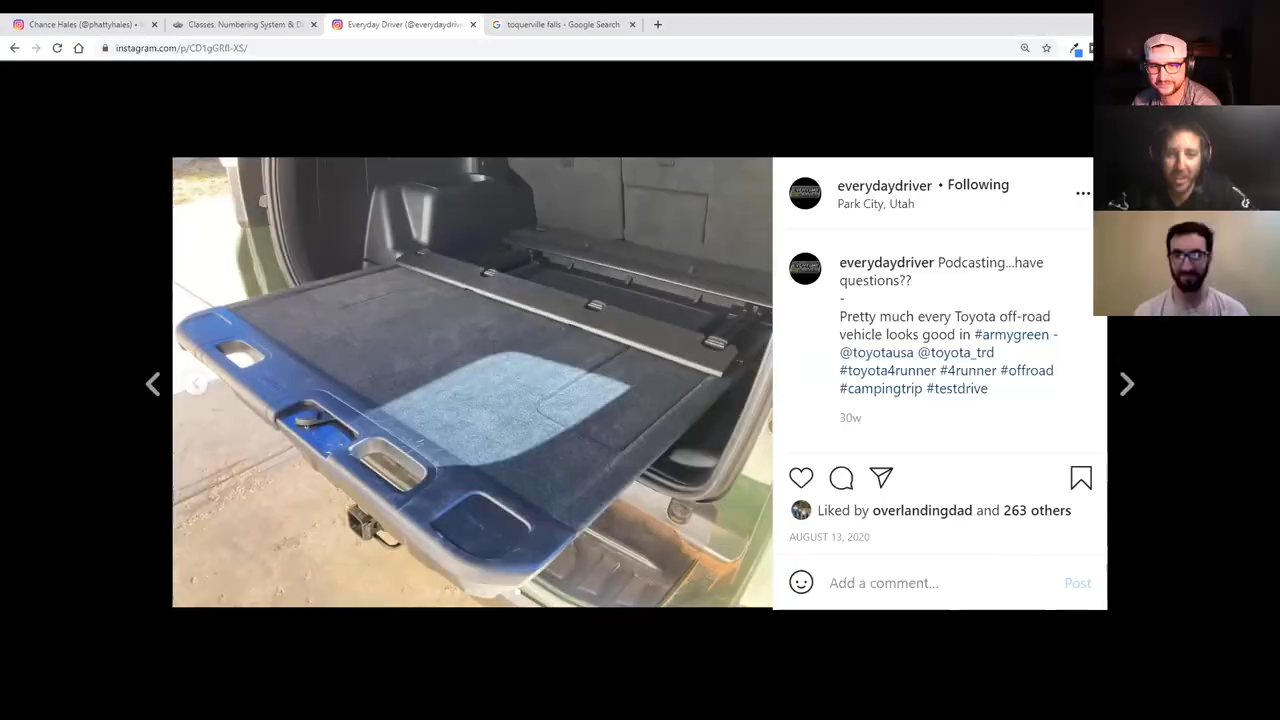 Chance Hales (@phattyhaies) • I
Classes, Numbering System & D
Everyday Driver (@everydaydrive
toquerville falls - Google Search
instagram.com/p/CD1gGRfl-XS/
everydaydriver • Following
Park City, Utah
everydaydriver Podcasting...have
questions??
-
Pretty much every Toyota off-road
vehicle looks good in #armygreen -
@toyotausa @toyota_trd
#toyota4runner #4runner #offroad
#campingtrip #testdrive
30w
Liked by overlandingdad and 263 others
AUGUST 13, 2020
Add a comment...
Post